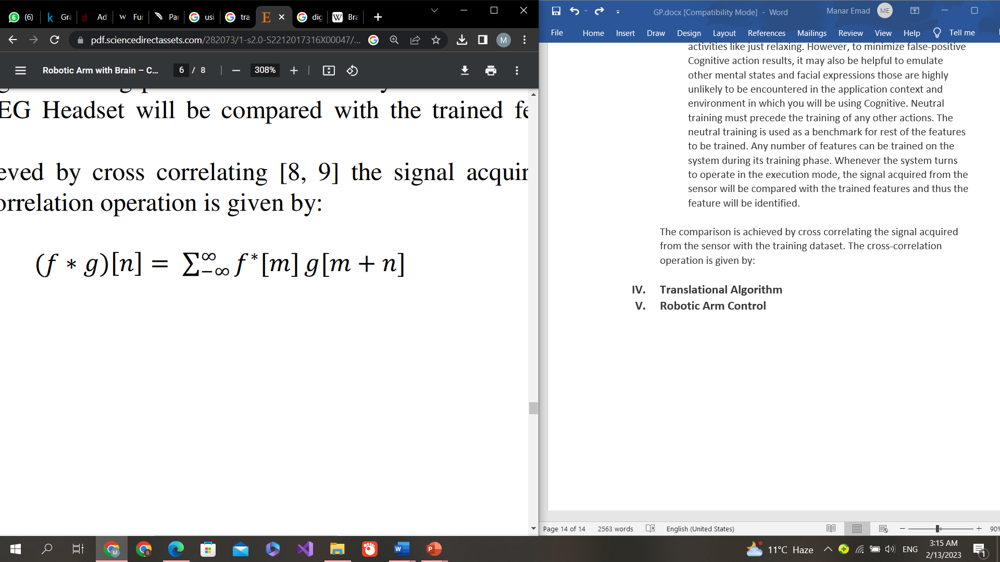 (6)
Gra
Ad
Fur
Par
usi
tra
dig
Bra
pdf.sciencedirectassets.com/282073/1-s2.0-S2212017316X00047/...
M
Robotic Arm with Brain – C...
6 / 8
308%
EG Headset will be compared with the trained fe
eved by cross correlating [8, 9] the signal acquir
orrelation operation is given by:
(f * g)[n] = ∑_{-∞}^{∞} f*[m] g[m + n]
GP.docx [Compatibility Mode] - Word
Manar Emad
ME
File Home Insert Draw Design Layout References Mailings Review View Help Tell me
activities like just relaxing. However, to minimize false-positive
Cognitive action results, it may also be helpful to emulate
other mental states and facial expressions those are highly
unlikely to be encountered in the application context and
environment in which you will be using Cognitive. Neutral
training must precede the training of any other actions. The
neutral training is used as a benchmark for rest of the features
to be trained. Any number of features can be trained on the
system during its training phase. Whenever the system turns
to operate in the execution mode, the signal acquired from the
sensor will be compared with the trained features and thus the
feature will be identified.
The comparison is achieved by cross correlating the signal acquired
from the sensor with the training dataset. The cross-correlation
operation is given by:
IV. Translational Algorithm
V. Robotic Arm Control
Page 14 of 14 2563 words English (United States) 90%
11°C Haze
ENG
3:15 AM
2/13/2023
1